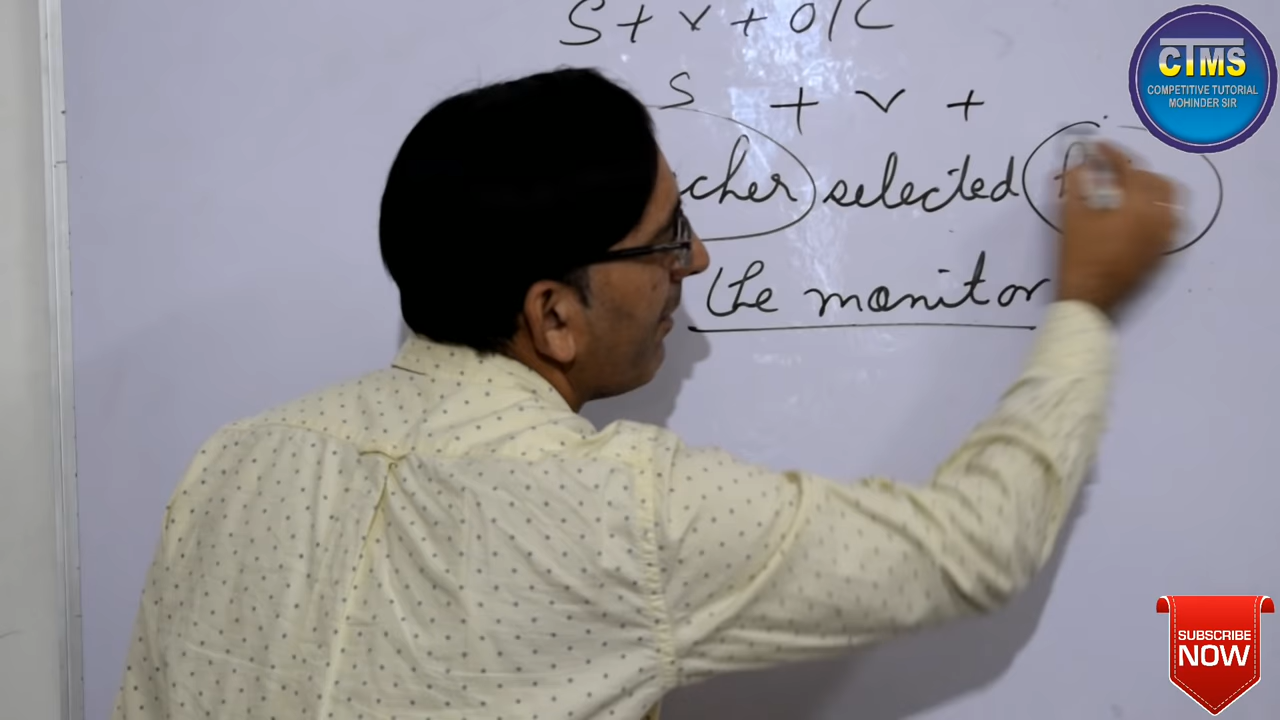 S + V + O/C
S + V +
cher selected
the monitor
CTMS
COMPETITIVE TUTORIAL
MOHINDER SIR
SUBSCRIBE
NOW